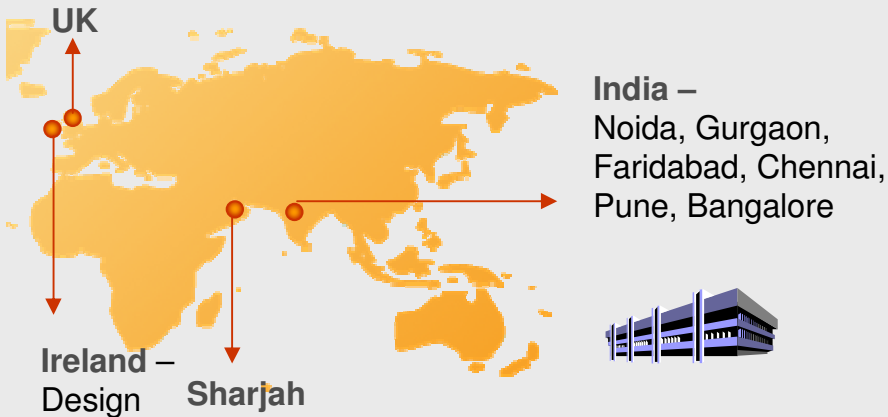 UK
India –
Noida, Gurgaon,
Faridabad, Chennai,
Pune, Bangalore
Ireland –
Design
Sharjah